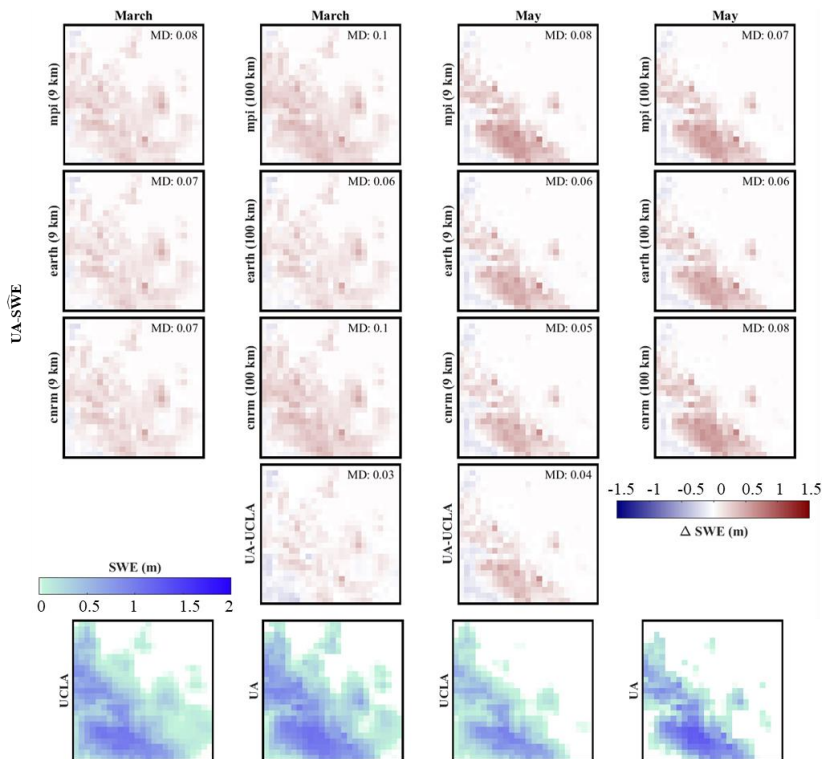 March
March
May
May
MD: 0.08
MD: 0.1
MD: 0.08
MD: 0.07
mpi (9 km)
mpi (100 km)
mpi (9 km)
mpi (100 km)
MD: 0.07
MD: 0.06
MD: 0.06
MD: 0.06
earth (9 km)
earth (100 km)
earth (9 km)
earth (100 km)
UA-S͡WE
MD: 0.07
MD: 0.1
MD: 0.05
MD: 0.08
cnrm (9 km)
cnrm (100 km)
cnrm (9 km)
cnrm (100 km)
MD: 0.03
MD: 0.04
UA-UCLA
UA-UCLA
-1.5 -1 -0.5 0 0.5 1 1.5
△ SWE (m)
SWE (m)
0 0.5 1 1.5 2
UCLA
UA
UCLA
UA